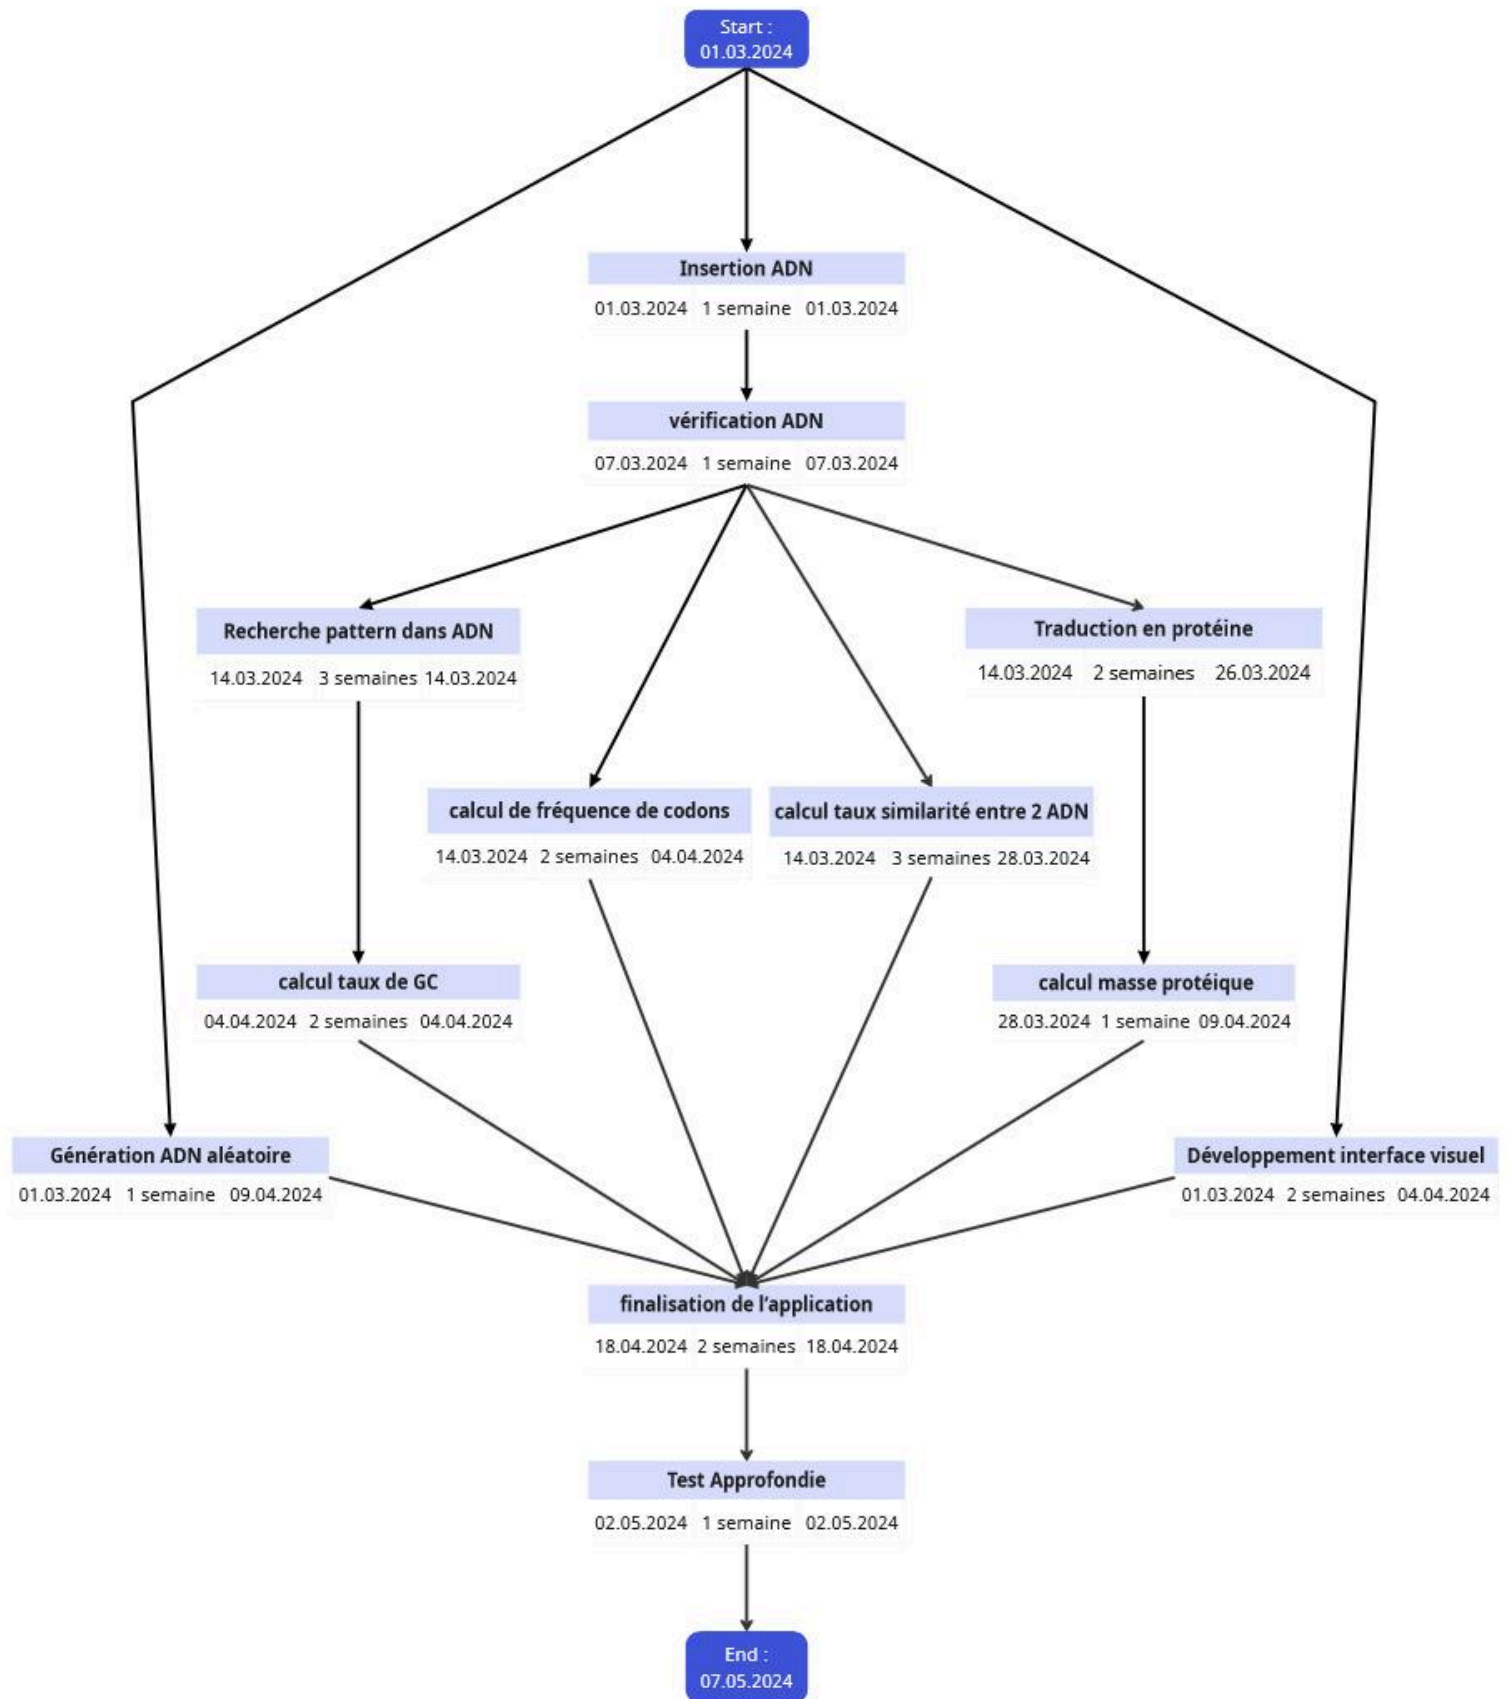 Start :
01.03.2024
Insertion ADN
01.03.2024 1 semaine 01.03.2024
vérification ADN
07.03.2024 1 semaine 07.03.2024
Recherche pattern dans ADN
14.03.2024 3 semaines 14.03.2024
Traduction en protéine
14.03.2024 2 semaines 26.03.2024
calcul de fréquence de codons
14.03.2024 2 semaines 04.04.2024
calcul taux similarité entre 2 ADN
14.03.2024 3 semaines 28.03.2024
calcul taux de GC
04.04.2024 2 semaines 04.04.2024
calcul masse protéique
28.03.2024 1 semaine 09.04.2024
Génération ADN aléatoire
01.03.2024 1 semaine 09.04.2024
Développement interface visuel
01.03.2024 2 semaines 04.04.2024
finalisation de l’application
18.04.2024 2 semaines 18.04.2024
Test Approfondie
02.05.2024 1 semaine 02.05.2024
End :
07.05.2024